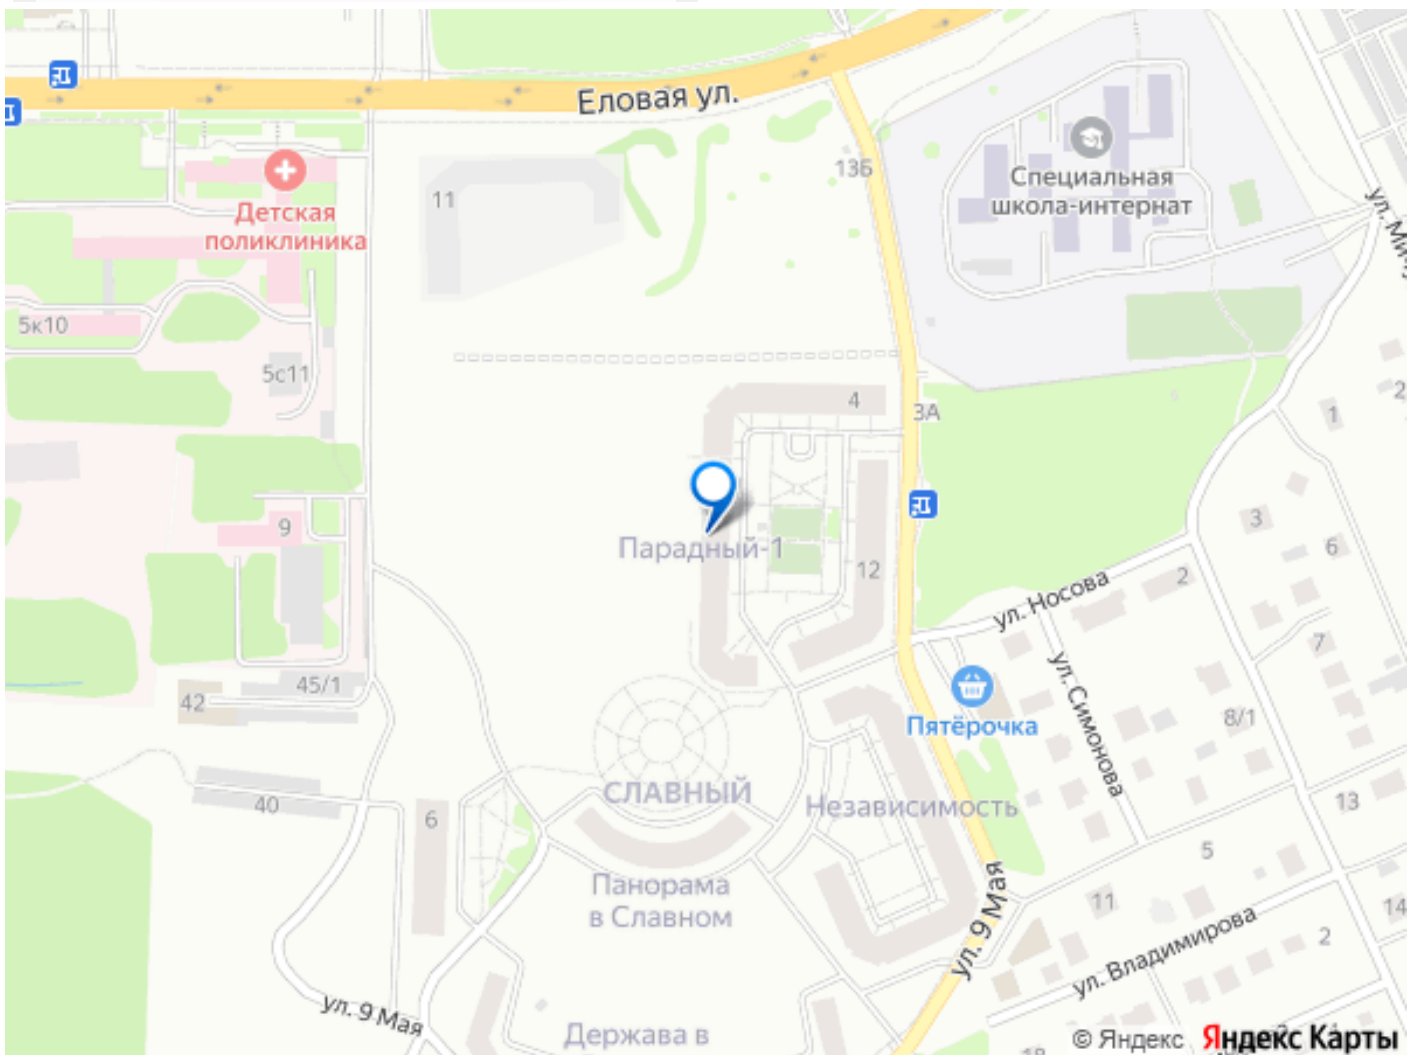 Еловая ул.
Детская
поликлиника
11
13Б
Специальная
школа-интернат
5к10
5с11
4
3А
1
2
9
Парадный-1
12
3
6
ул. Носова
2
7
45/1
42
ул. Симонова
Пятёрочка
8/1
СЛАВНЫЙ
Независимость
40
6
13
5
Панорама
в Славном
ул. 9 Мая
11
14
ул. Владимирова
2
ул. 9 Мая
Держава в
© Яндекс Яндекс Карты